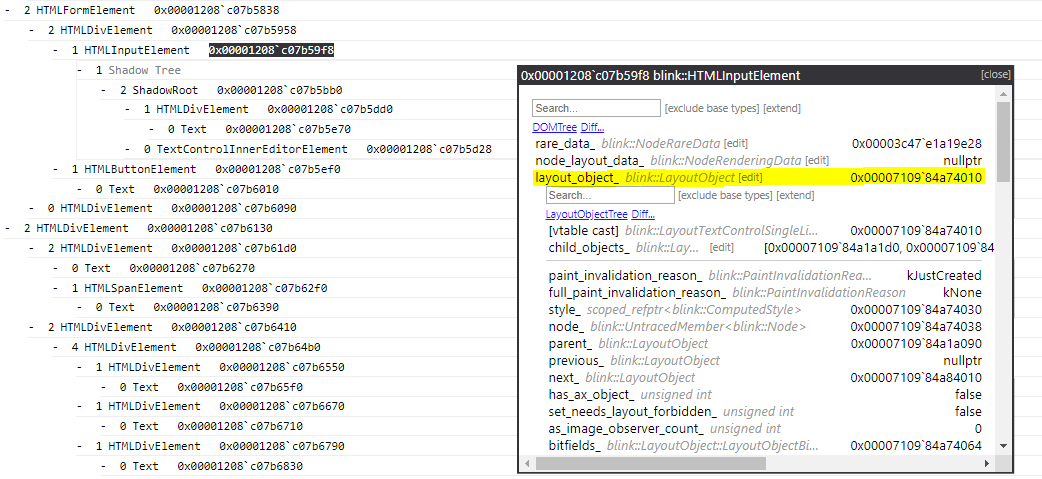 - 2 HTMLFormElement 0x00001208`c07b5838
- 2 HTMLDivElement 0x00001208`c07b5958
- 1 HTMLInputElement 0x00001208`c07b59f8
- 1 Shadow Tree
- 2 ShadowRoot 0x00001208`c07b5bb0
- 1 HTMLDivElement 0x00001208`c07b5dd0
- 0 Text 0x00001208`c07b5e70
- 0 TextControlInnerEditorElement 0x00001208`c07b5d28
- 1 HTMLButtonElement 0x00001208`c07b5ef0
- 0 Text 0x00001208`c07b6010
- 0 HTMLDivElement 0x00001208`c07b6090
- 2 HTMLDivElement 0x00001208`c07b6130
- 2 HTMLDivElement 0x00001208`c07b61d0
- 0 Text 0x00001208`c07b6270
- 1 HTMLSpanElement 0x00001208`c07b62f0
- 0 Text 0x00001208`c07b6390
- 2 HTMLDivElement 0x00001208`c07b6410
- 4 HTMLDivElement 0x00001208`c07b64b0
- 1 HTMLDivElement 0x00001208`c07b6550
- 0 Text 0x00001208`c07b65f0
- 1 HTMLDivElement 0x00001208`c07b6670
- 0 Text 0x00001208`c07b6710
- 1 HTMLDivElement 0x00001208`c07b6790
- 0 Text 0x00001208`c07b6830
0x00001208`c07b59f8 blink::HTMLInputElement [close]
Search... [exclude base types] [extend]
DOMTree Diff...
rare_data_ blink::NodeRareData [edit] 0x00003c47`e1a19e28
node_layout_data_ blink::NodeRenderingData [edit] nullptr
layout_object_ blink::LayoutObject [edit] 0x00007109`84a74010
Search... [exclude base types] [extend]
LayoutObjectTree Diff...
[vtable cast] blink::LayoutTextControlSingleLi... 0x00007109`84a74010
child_objects_ blink::Lay... [edit] [0x00007109`84a1a1d0, 0x00007109`84
paint_invalidation_reason_ blink::PaintInvalidationRea... kJustCreated
full_paint_invalidation_reason_ blink::PaintInvalidationReason kNone
style_ scoped_refptr<blink::ComputedStyle> 0x00007109`84a74030
node_ blink::UntracedMember<blink::Node> 0x00007109`84a74038
parent_ blink::LayoutObject 0x00007109`84a1a090
previous_ blink::LayoutObject nullptr
next_ blink::LayoutObject 0x00007109`84a84010
has_ax_object_ unsigned int false
set_needs_layout_forbidden_ unsigned int false
as_image_observer_count_ unsigned int 0
bitfields_ blink::LayoutObject::LayoutObjectBi... 0x00007109`84a74064